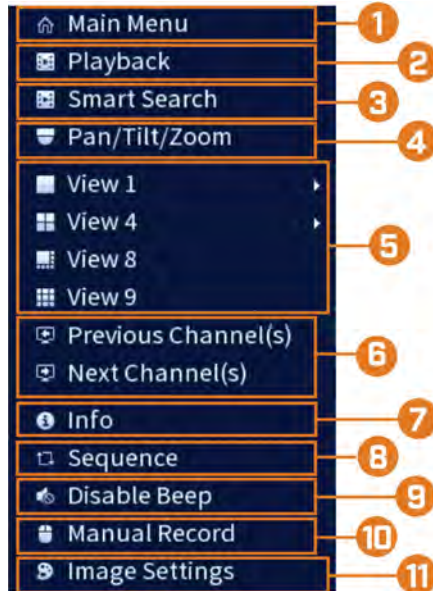 Main Menu 1
Playback 2
Smart Search 3
Pan/Tilt/Zoom 4
View 1
View 4
5
View 8
View 9
Previous Channel(s)
6
Next Channel(s)
Info 7
Sequence 8
Disable Beep 9
Manual Record 10
Image Settings 11